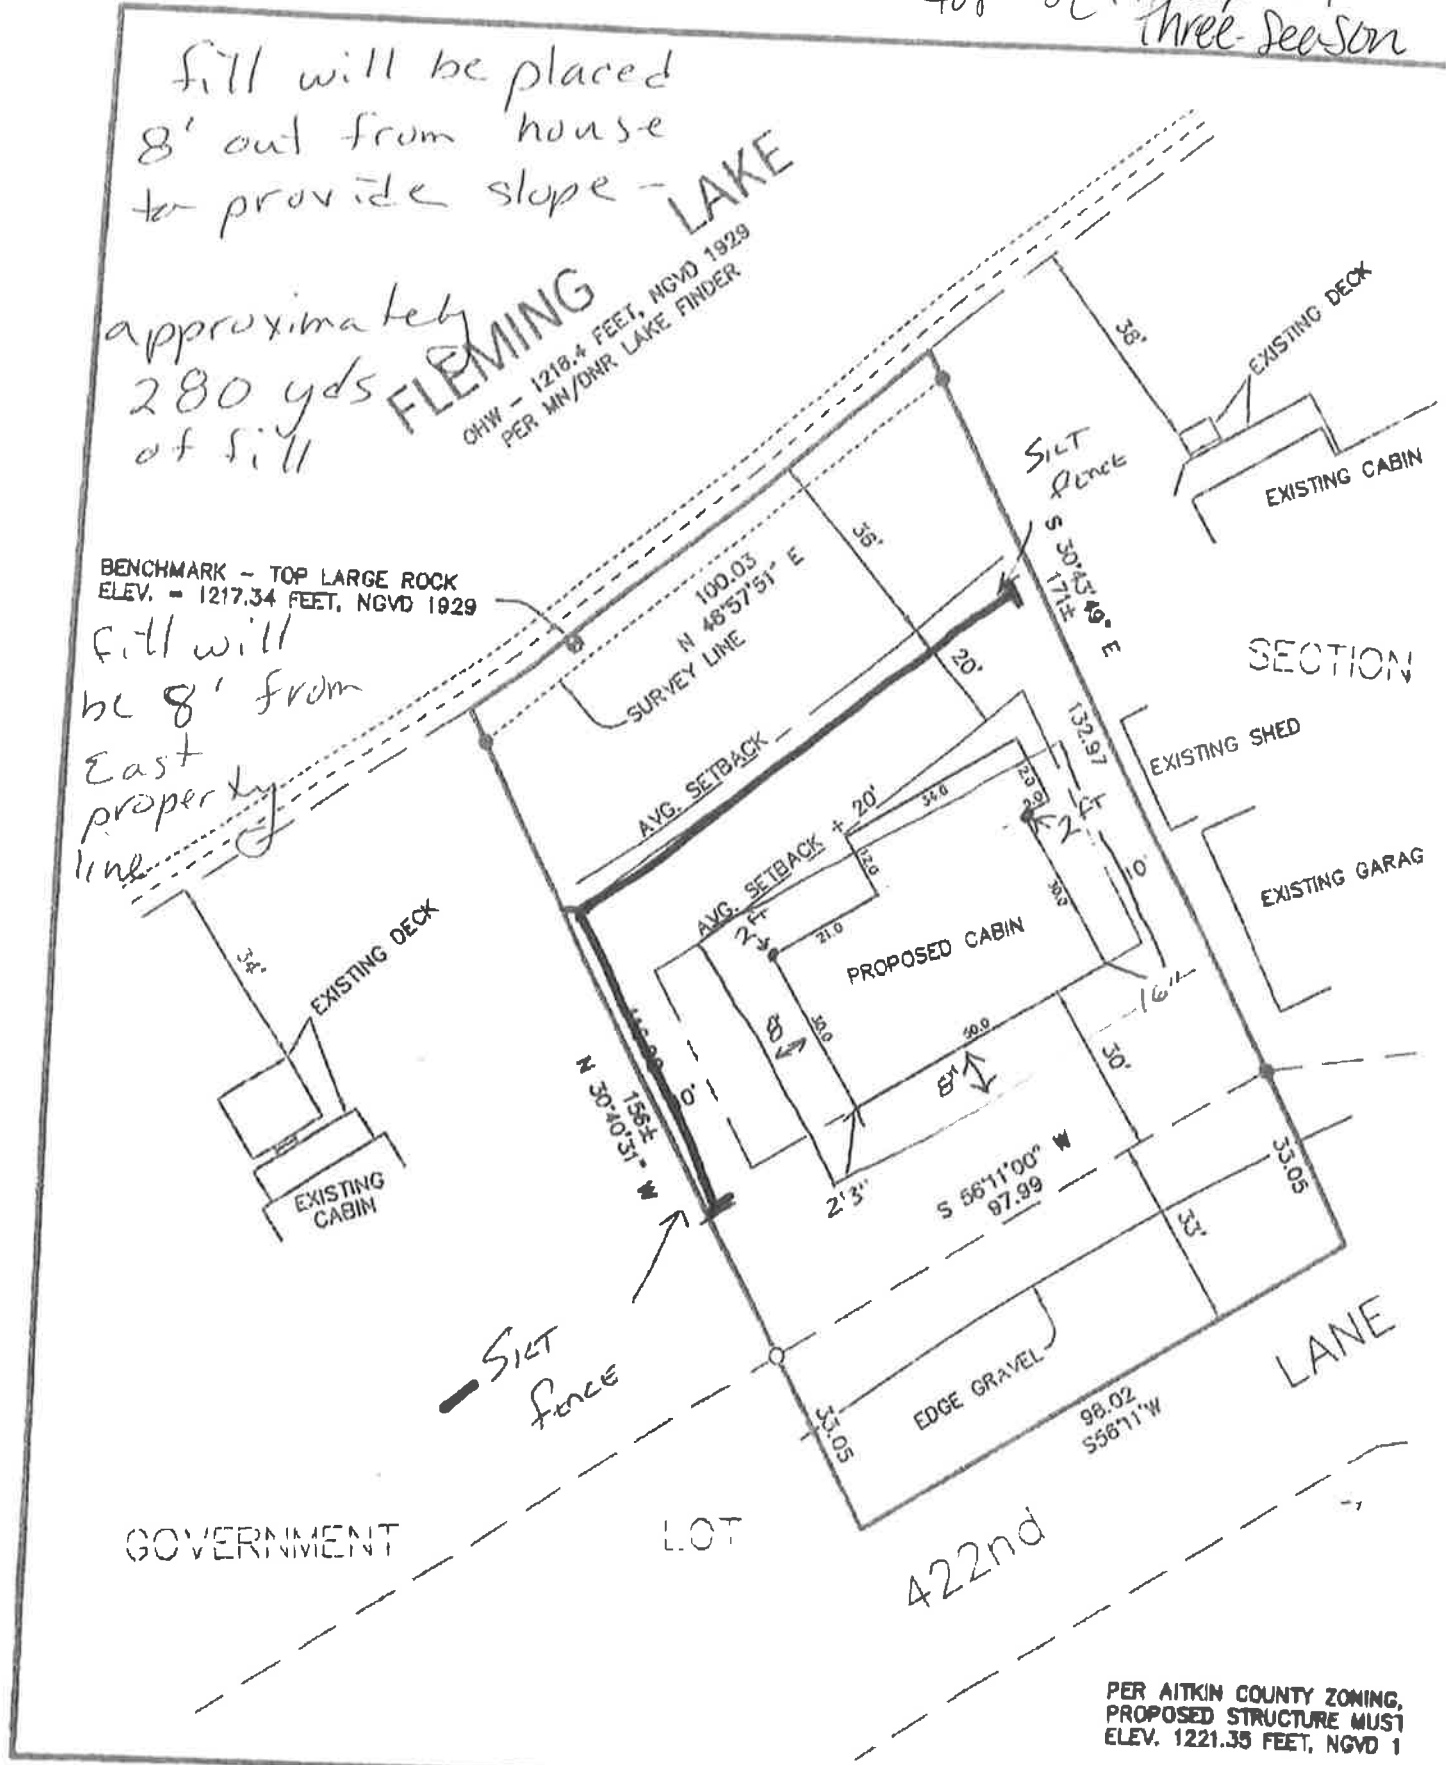 Three-Season
fill will be placed
8' out from house
to provide slope -
approximately
280 yds
of fill
FLEMING LAKE
OHW - 1218.4 FEET, NGVD 1929
PER MN/DNR LAKE FINDER
BENCHMARK - TOP LARGE ROCK
ELEV. = 1217.34 FEET, NGVD 1929
fill will
be 8' from
East
property
line
38'
EXISTING DECK
EXISTING CABIN
SILT
fence
S 30°43'49" E
171±
36'
100.03
N 48°57'51" E
SURVEY LINE
20'
SECTION
132.97
EXISTING SHED
AVG. SETBACK
AVG. SETBACK + 20'
34.0
2.0
2.0
2 FT
12.0
21.0
2 FT
30.0
10'
EXISTING GARAG
PROPOSED CABIN
34'
EXISTING DECK
EXISTING
CABIN
8'
30.0
50.0
8"
16"
30'
156±
N 30°40'31" W
0'
2'3"
S 56°11'00" W
97.99
33.05
33'
SILT
fence
EDGE GRAVEL
33.05
98.02
S56°11'W
GOVERNMENT LOT
422nd LANE
PER AITKIN COUNTY ZONING,
PROPOSED STRUCTURE MUST
ELEV. 1221.35 FEET, NGVD 1